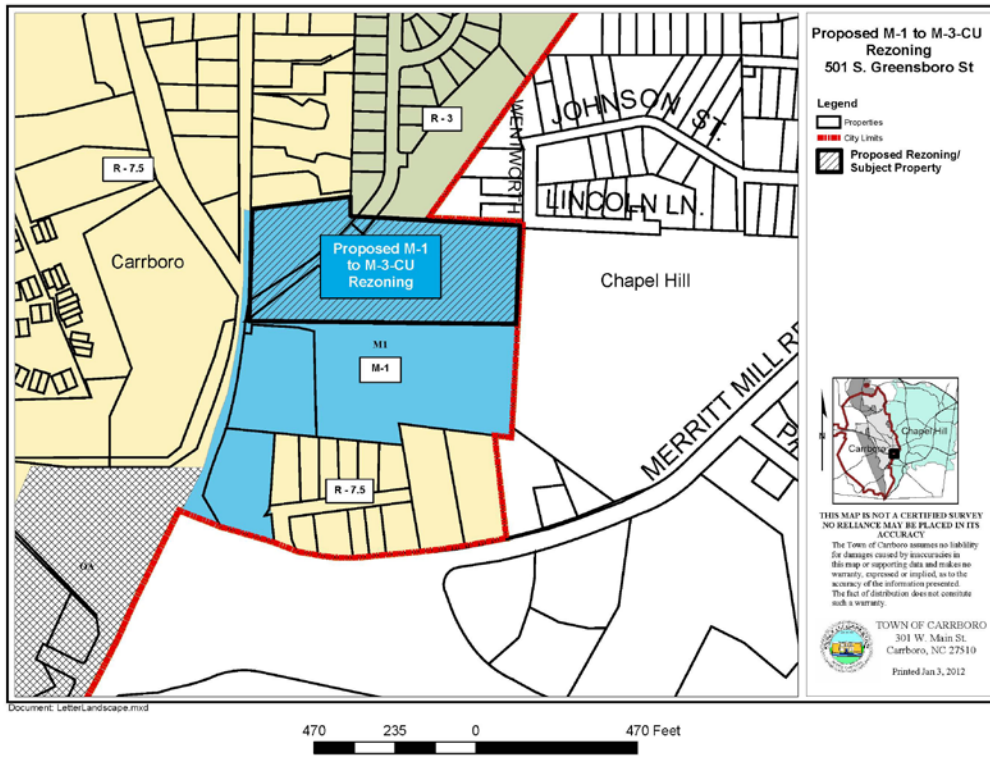 Proposed M-1 to M-3-CU
Rezoning
501 S. Greensboro St
Legend
Properties
City Limits
Proposed Rezoning/
Subject Property
R - 3
WENTWORTH
JOHNSON ST.
LINCOLN LN.
R - 7.5
Carrboro
Proposed M-1
to M-3-CU
Rezoning
Chapel Hill
M1
M-1
MERRITT MILL
R - 7.5
OA
Chapel Hill
Carrboro
N
THIS MAP IS NOT A CERTIFIED SURVEY
NO RELIANCE MAY BE PLACED IN ITS
ACCURACY
The Town of Carrboro assumes no liability
for damages caused by inaccuracies in
this map or supporting data and makes no
warranty, expressed or implied, as to the
accuracy of the information presented.
The fact of distribution does not constitute
such a warranty.
TOWN OF CARRBORO
301 W. Main St.
Carrboro, NC 27510
Printed Jan 3, 2012
Document: LetterLandscape.mxd
470 235 0 470 Feet